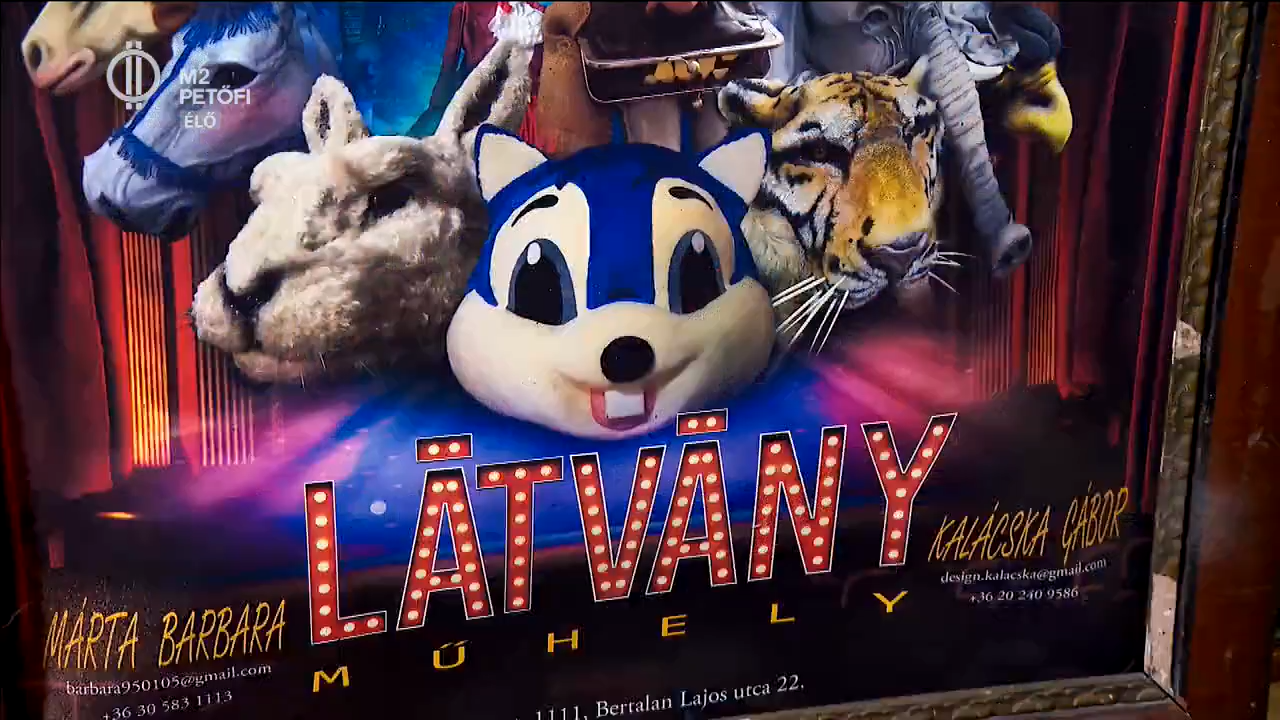 M2
PETŐFI
ÉLŐ
LÁTVÁNY
MŰHELY
KALÁCSKA GÁBOR
design.kalacska@gmail.com
+36 20 240 9586
MÁRTA BARBARA
barbara950105@gmail.com
+36 30 583 1113
1111, Bertalan Lajos utca 22.